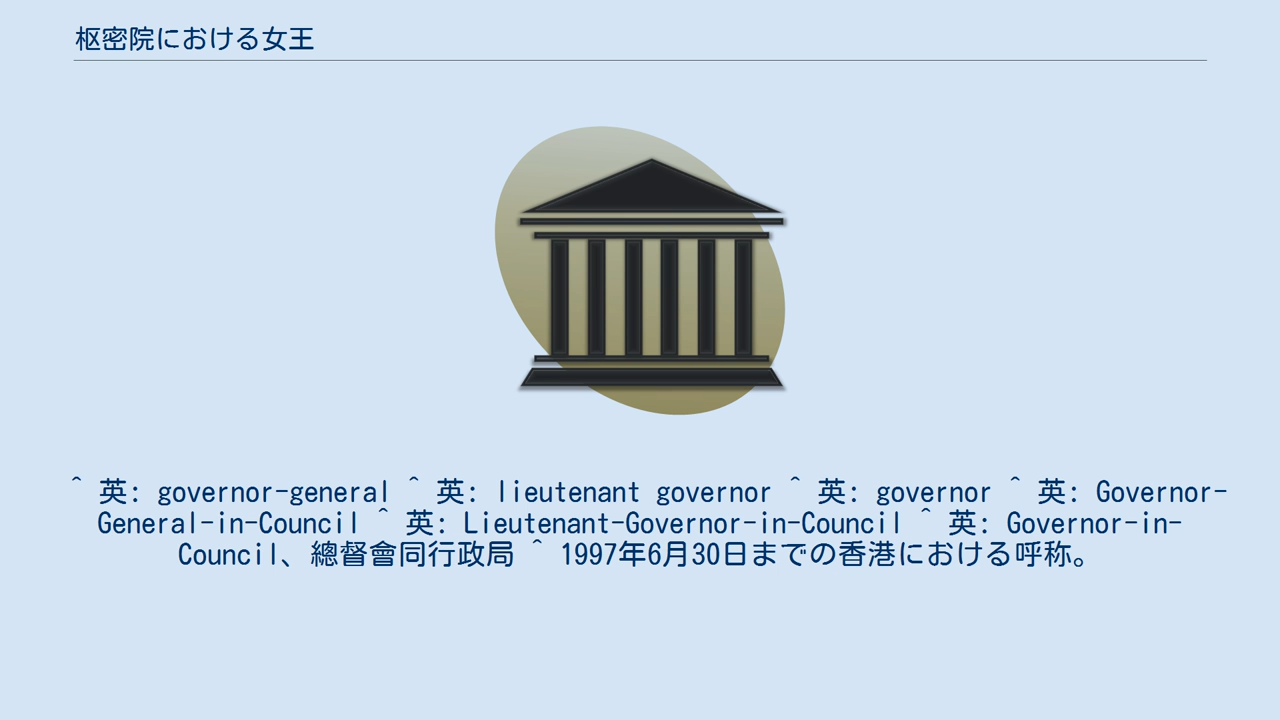 枢密院における女王
^ 英: governor-general ^ 英: lieutenant governor ^ 英: governor ^ 英: Governor-
General-in-Council ^ 英: Lieutenant-Governor-in-Council ^ 英: Governor-in-
Council、總督會同行政局 ^ 1997年6月30日までの香港における呼称。